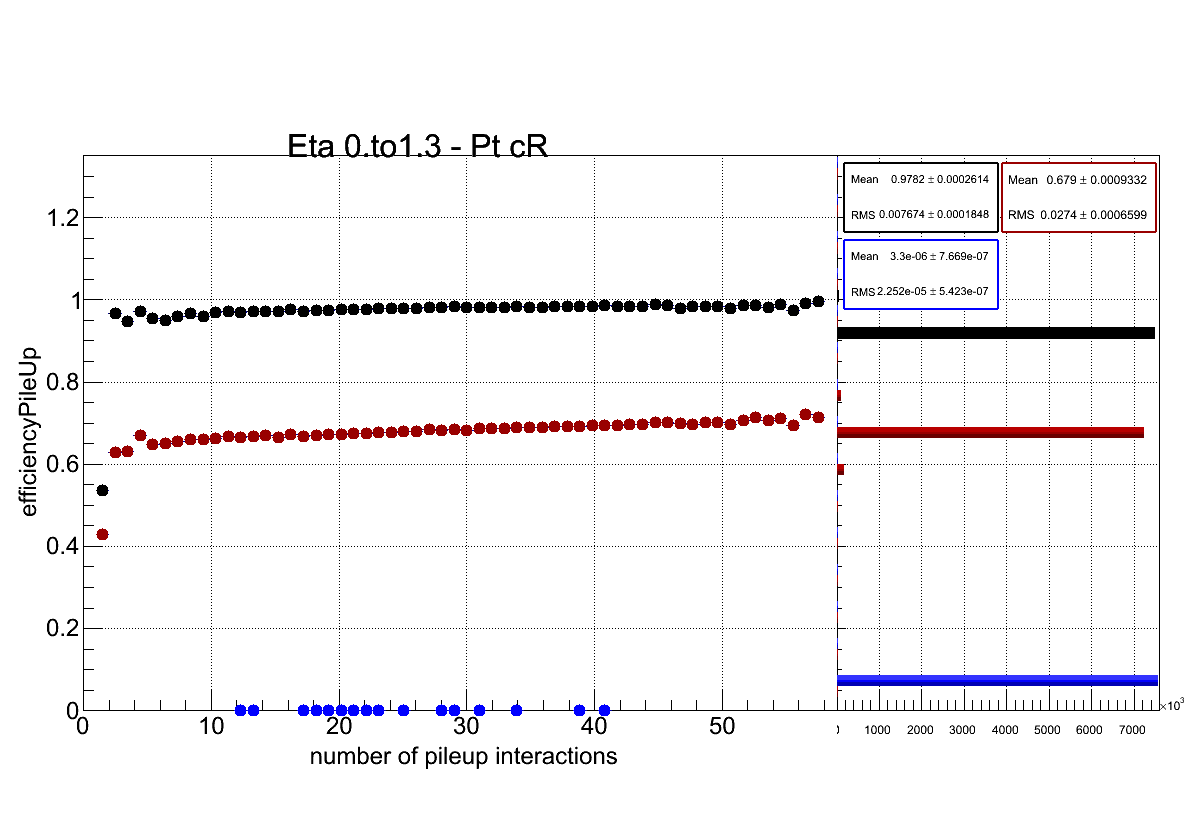 Eta 0.to1.3 - Pt cR
efficiencyPileUp
1.2
1
0.8
0.6
0.4
0.2
0
0 10 20 30 40 50
number of pileup interactions
Mean 0.9782 ± 0.0002614
RMS 0.007674 ± 0.0001848
Mean 0.679 ± 0.0009332
RMS 0.0274 ± 0.0006599
Mean 3.3e-06 ± 7.669e-07
RMS 2.252e-05 ± 5.423e-07
×10³
1000 2000 3000 4000 5000 6000 7000